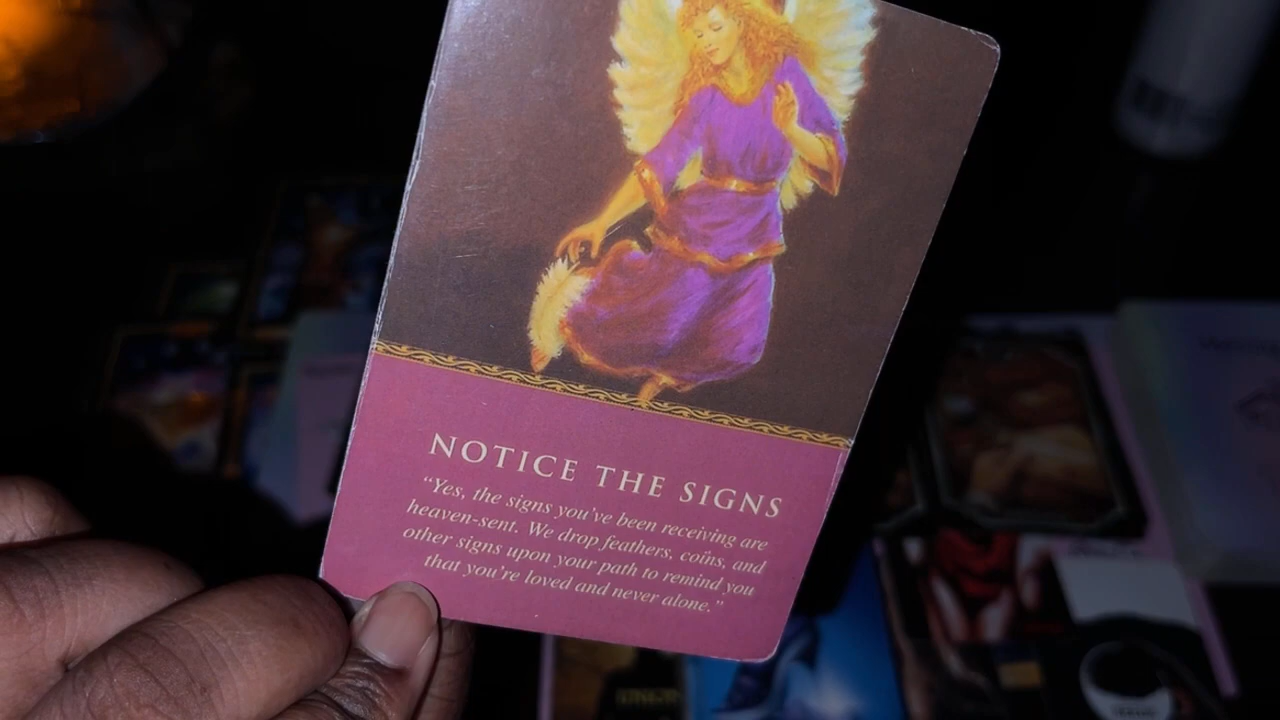 NOTICE THE SIGNS
“Yes, the signs you’ve been receiving are
heaven-sent. We drop feathers, coins, and
other signs upon your path to remind you
that you’re loved and never alone.”